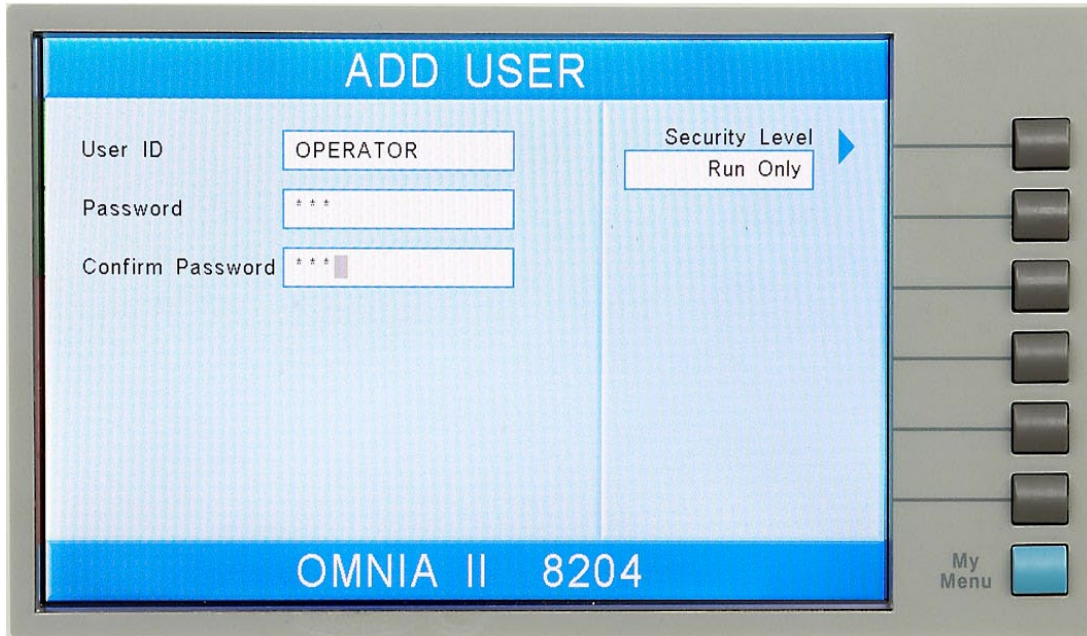 ADD USER
User ID
OPERATOR
Password
* * *
Confirm Password
* * *
Security Level
Run Only
OMNIA II 8204
My
Menu